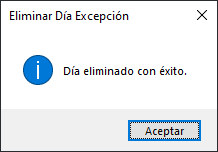 Eliminar Día Excepción
Día eliminado con éxito.
Aceptar